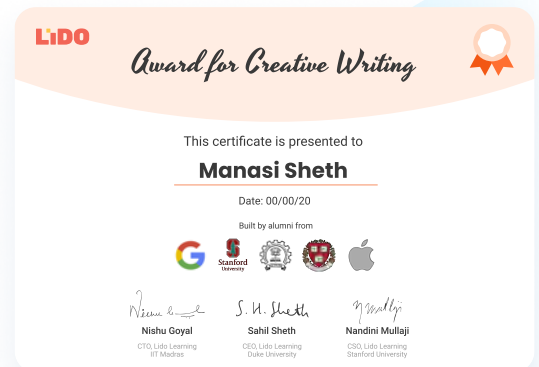 LiDO
Award for Creative Writing
This certificate is presented to
Manasi Sheth
Date: 00/00/20
Built by alumni from
Stanford
University
S. H. Sheth
Nishu Goyal
Sahil Sheth
Nandini Mullaji
CTO, Lido Learning
CEO, Lido Learning
CSO, Lido Learning
IIT Madras
Duke University
Stanford University